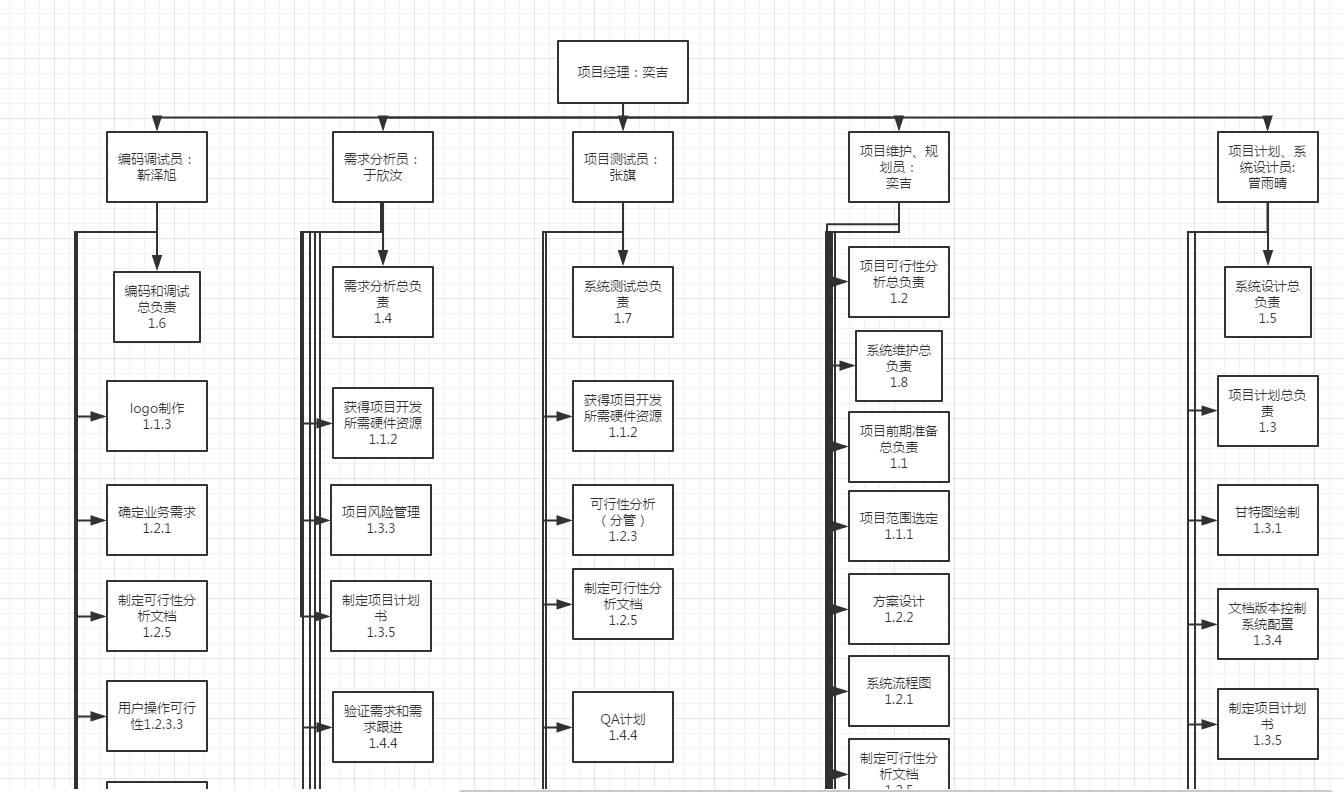 项目经理：奕吉
编码调试员：
靳泽旭
需求分析员：
于欣汝
项目测试员：
张旗
项目维护、规
划员：
奕吉
项目计划、系
统设计员:
曾雨晴
编码和调试
总负责
1.6
logo制作
1.1.3
确定业务需求
1.2.1
制定可行性分
析文档
1.2.5
用户操作可行
性1.2.3.3
需求分析总负
责
1.4
获得项目开发
所需硬件资源
1.1.2
项目风险管理
1.3.3
制定项目计划
书
1.3.5
验证需求和需
求跟进
1.4.4
系统测试总负
责
1.7
获得项目开发
所需硬件资源
1.1.2
可行性分析
（分管）
1.2.3
制定可行性分
析文档
1.2.5
QA计划
1.4.4
项目可行性分
析总负责
1.2
系统维护总
负责
1.8
项目前期准备
总负责
1.1
项目范围选定
1.1.1
方案设计
1.2.2
系统流程图
1.2.1
制定可行性分
析文档
1.2.5
系统设计总
负责
1.5
项目计划总负
责
1.3
甘特图绘制
1.3.1
文档版本控制
系统配置
1.3.4
制定项目计划
书
1.3.5